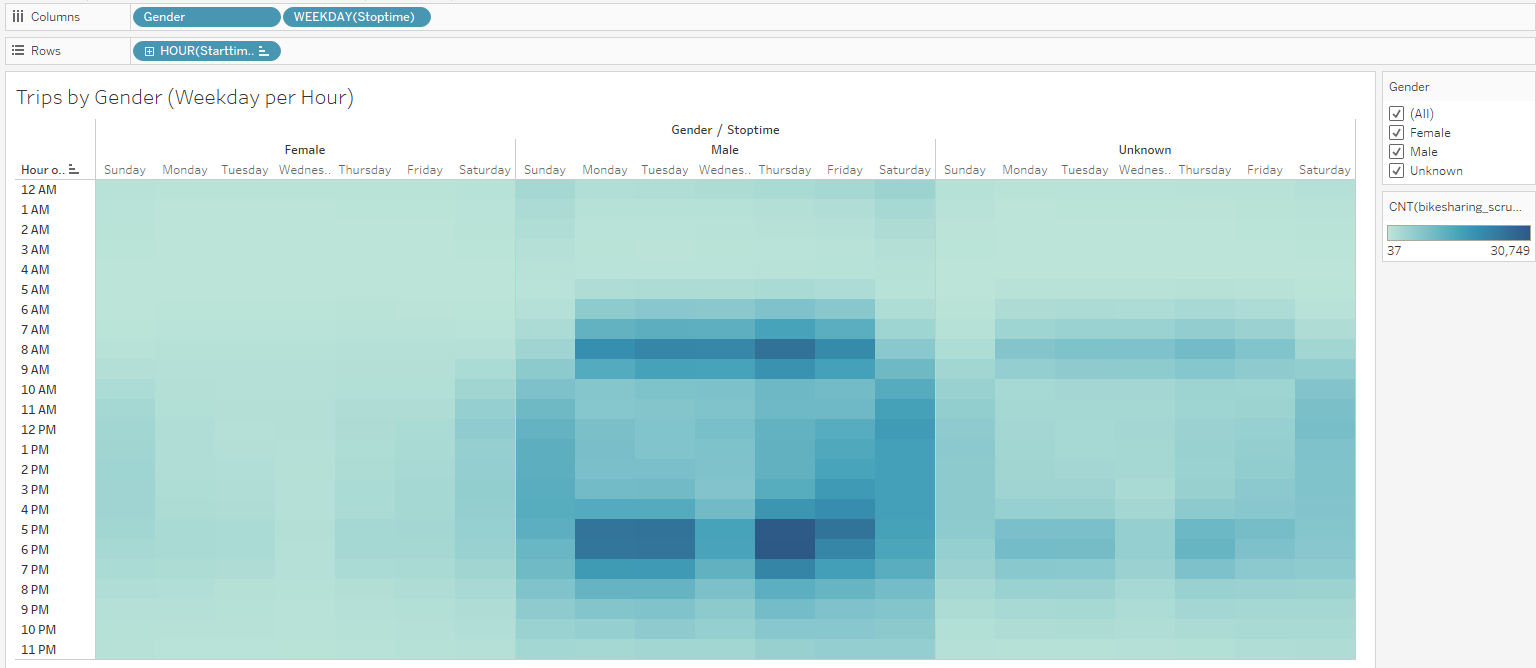 Columns Gender WEEKDAY(Stoptime)
Rows HOUR(Starttim..
Trips by Gender (Weekday per Hour)
Gender / Stoptime
Female Male Unknown
Hour o.. Sunday Monday Tuesday Wednes.. Thursday Friday Saturday Sunday Monday Tuesday Wednes.. Thursday Friday Saturday Sunday Monday Tuesday Wednes.. Thursday Friday Saturday
12 AM
1 AM
2 AM
3 AM
4 AM
5 AM
6 AM
7 AM
8 AM
9 AM
10 AM
11 AM
12 PM
1 PM
2 PM
3 PM
4 PM
5 PM
6 PM
7 PM
8 PM
9 PM
10 PM
11 PM
Gender
(All)
Female
Male
Unknown
CNT(bikesharing_scru...
37 30,749